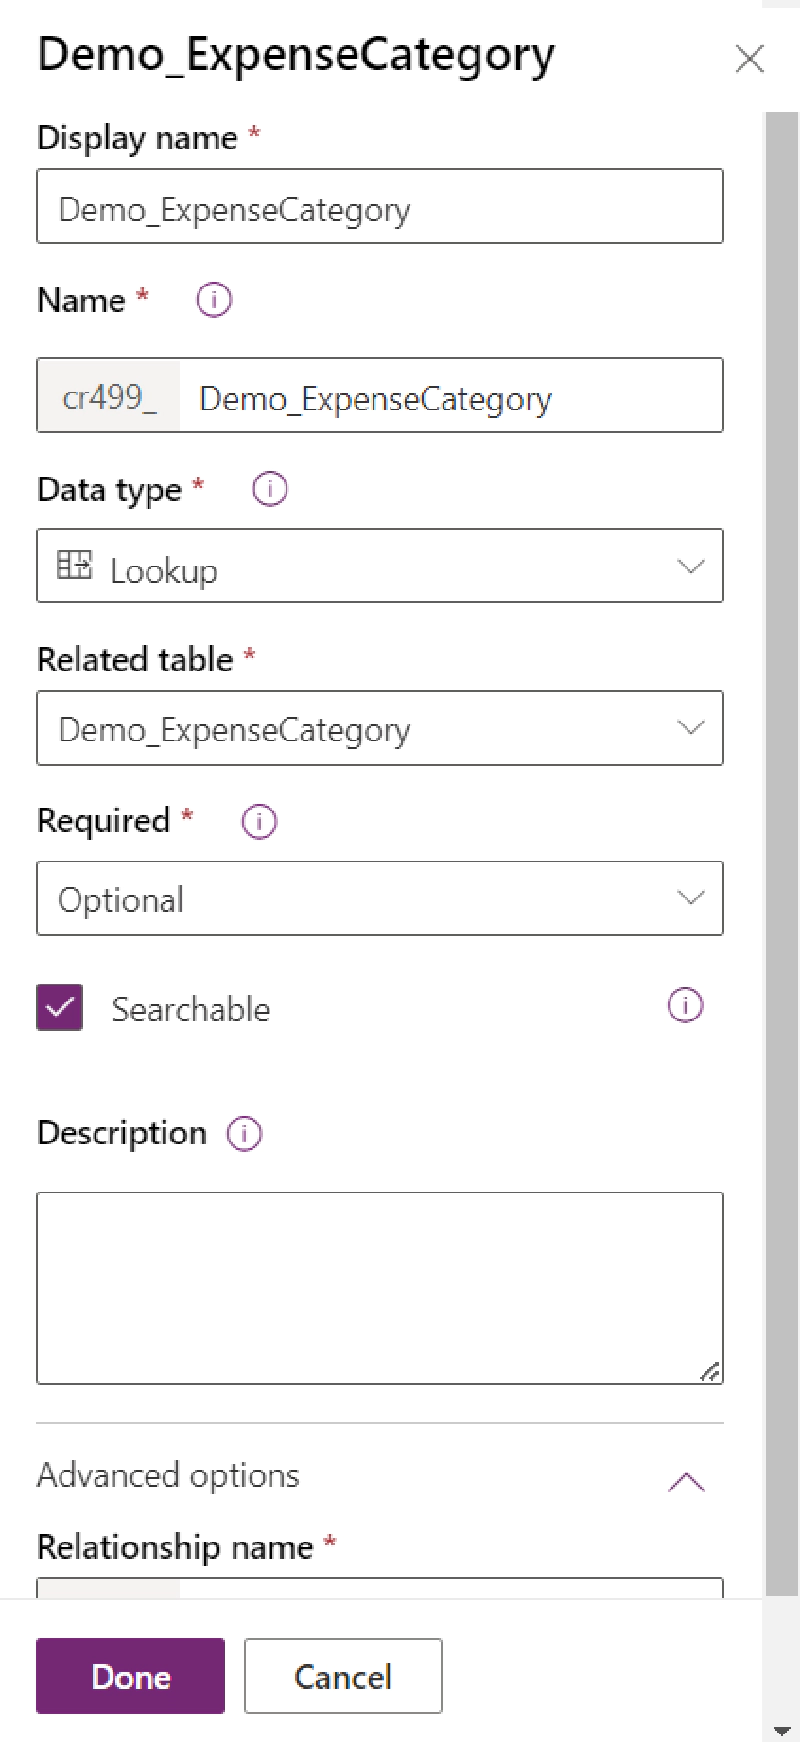 Demo_ExpenseCategory
Display name *
Demo_ExpenseCategory
Name *
cr499_ Demo_ExpenseCategory
Data type *
Lookup
Related table *
Demo_ExpenseCategory
Required *
Optional
Searchable
Description
Advanced options
Relationship name *
Done Cancel